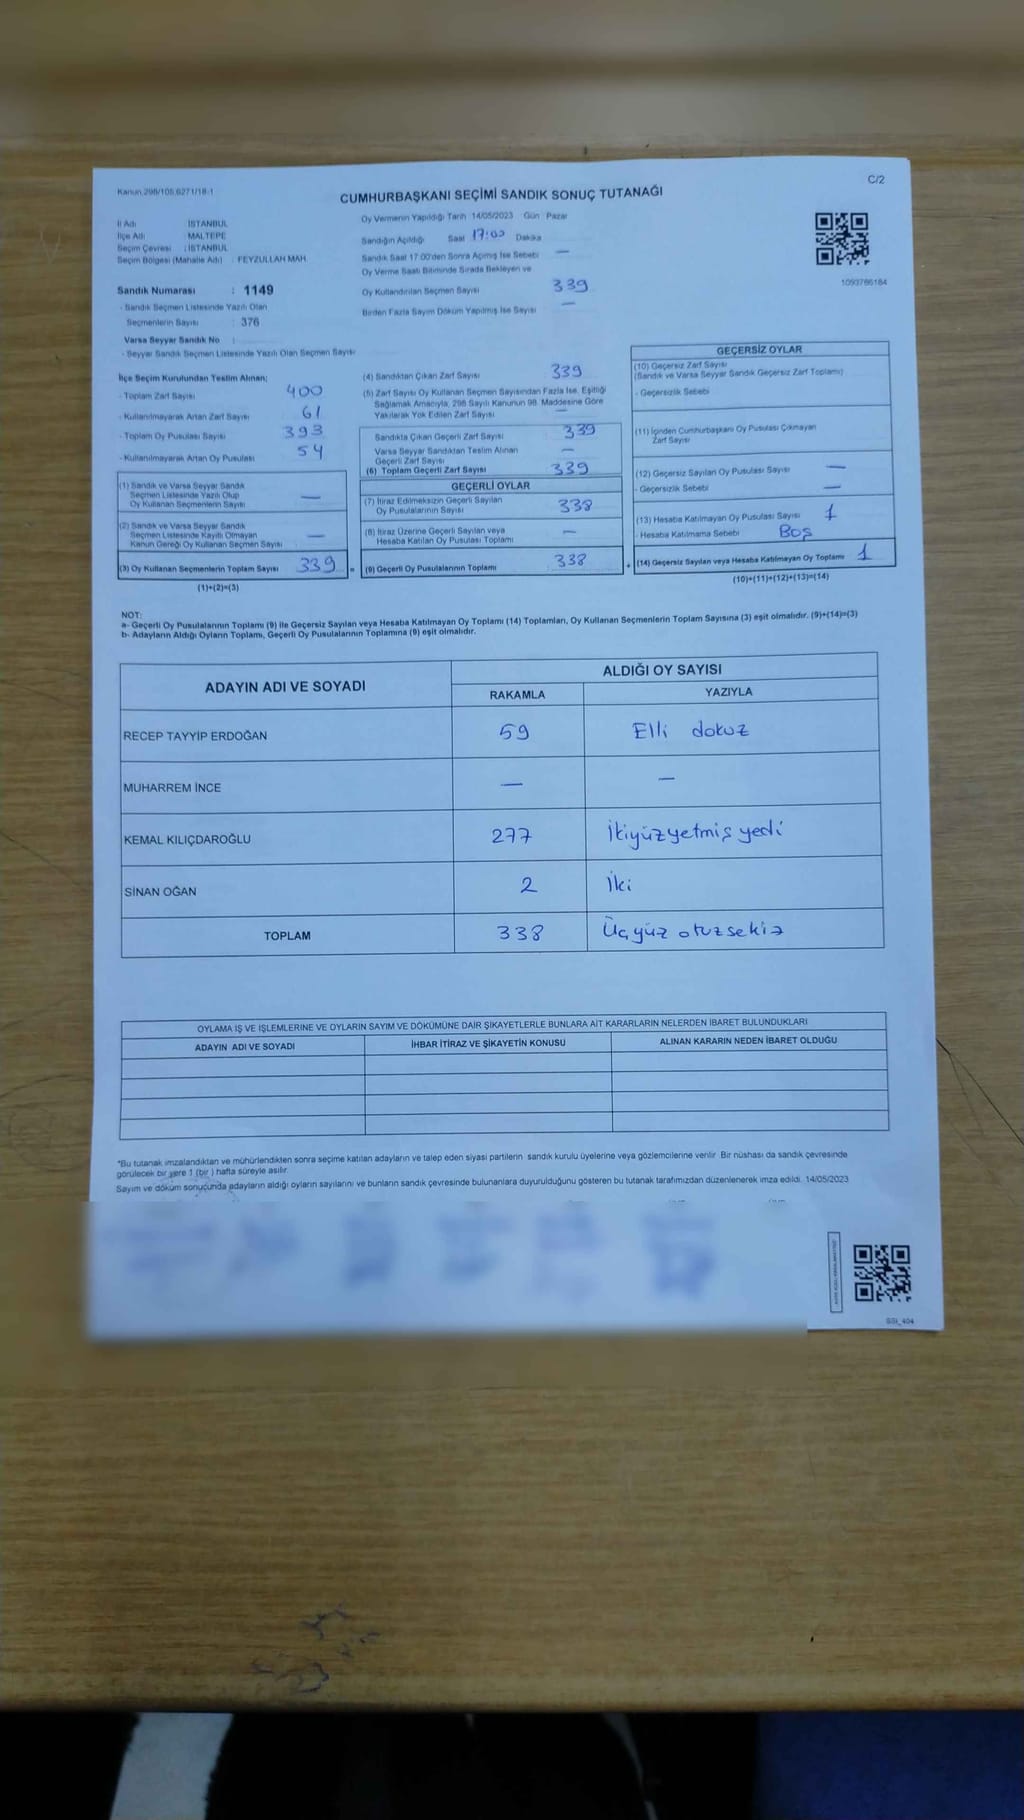 Kanun 298/105,6271/18-1
C/2
CUMHURBAŞKANI SEÇİMİ SANDIK SONUÇ TUTANAĞI
İl Adı : İSTANBUL
İlçe Adı : MALTEPE
Seçim Çevresi : İSTANBUL
Seçim Bölgesi (Mahalle Adı) : FEYZULLAH MAH.
Sandık Numarası : 1149
- Sandık Seçmen Listesinde Yazılı Olan
Seçmenlerin Sayısı : 376
Varsa Seyyar Sandık No :
- Seyyar Sandık Seçmen Listesinde Yazılı Olan Seçmen Sayısı
Oy Vermenin Yapıldığı Tarih 14/05/2023 Gün Pazar
Sandığın Açıldığı Saat 17:00 Dakika
Sandık Saat 17.00'den Sonra Açılmış İse Sebebi —
Oy Verme Saati Bitiminde Sırada Bekleyen ve
Oy Kullandırılan Seçmen Sayısı 339
Birden Fazla Sayım Döküm Yapılmış İse Sayısı —
1093786184
İlçe Seçim Kurulundan Teslim Alınan;
- Toplam Zarf Sayısı 400
- Kullanılmayarak Artan Zarf Sayısı 61
- Toplam Oy Pusulası Sayısı 393
- Kullanılmayarak Artan Oy Pusulası 54
(1) Sandık ve Varsa Seyyar Sandık
Seçmen Listesinde Yazılı Olup
Oy Kullanan Seçmenlerin Sayısı —
(2) Sandık ve Varsa Seyyar Sandık
Seçmen Listesinde Kayıtlı Olmayan
Kanun Gereği Oy Kullanan Seçmen Sayısı —
(3) Oy Kullanan Seçmenlerin Toplam Sayısı 339 =
(1)+(2)=(3)
(4) Sandıktan Çıkan Zarf Sayısı 339
(5) Zarf Sayısı Oy Kullanan Seçmen Sayısından Fazla İse, Eşitliği
Sağlamak Amacıyla, 298 Sayılı Kanunun 98. Maddesine Göre
Yakılarak Yok Edilen Zarf Sayısı —
Sandıkta Çıkan Geçerli Zarf Sayısı 339
Varsa Seyyar Sandıktan Teslim Alınan
Geçerli Zarf Sayısı —
(6) Toplam Geçerli Zarf Sayısı 339
GEÇERLİ OYLAR
(7) İtiraz Edilmeksizin Geçerli Sayılan
Oy Pusulalarının Sayısı 338
(8) İtiraz Üzerine Geçerli Sayılan veya
Hesaba Katılan Oy Pusulası Toplamı —
(9) Geçerli Oy Pusulalarının Toplamı 338 +
GEÇERSİZ OYLAR
(10) Geçersiz Zarf Sayısı
(Sandık ve Varsa Seyyar Sandık Geçersiz Zarf Toplamı)
- Geçersizlik Sebebi
(11) İçinden Cumhurbaşkanı Oy Pusulası Çıkmayan
Zarf Sayısı
(12) Geçersiz Sayılan Oy Pusulası Sayısı —
- Geçersizlik Sebebi —
(13) Hesaba Katılmayan Oy Pusulası Sayısı 1
- Hesaba Katılmama Sebebi Boş
(14) Geçersiz Sayılan veya Hesaba Katılmayan Oy Toplamı 1
(10)+(11)+(12)+(13)=(14)
NOT:
a- Geçerli Oy Pusulalarının Toplamı (9) ile Geçersiz Sayılan veya Hesaba Katılmayan Oy Toplamı (14) Toplamları, Oy Kullanan Seçmenlerin Toplam Sayısına (3) eşit olmalıdır. (9)+(14)=(3)
b- Adayların Aldığı Oyların Toplamı, Geçerli Oy Pusulalarının Toplamına (9) eşit olmalıdır.
ADAYIN ADI VE SOYADI ALDIĞI OY SAYISI
RAKAMLA YAZIYLA
RECEP TAYYİP ERDOĞAN 59 Elli dokuz
MUHARREM İNCE — —
KEMAL KILIÇDAROĞLU 277 İkiyüzyetmiş yedi
SİNAN OĞAN 2 İki
TOPLAM 338 Üçyüz otuzsekiz
OYLAMA İŞ VE İŞLEMLERİNE VE OYLARIN SAYIM VE DÖKÜMÜNE DAİR ŞİKAYETLERLE BUNLARA AİT KARARLARIN NELERDEN İBARET BULUNDUKLARI
ADAYIN ADI VE SOYADI İHBAR İTİRAZ VE ŞİKAYETİN KONUSU ALINAN KARARIN NEDEN İBARET OLDUĞU
*Bu tutanak imzalandıktan ve mühürlendikten sonra seçime katılan adayların ve talep eden siyasi partilerin sandık kurulu üyelerine veya gözlemcilerine verilir. Bir nüshası da sandık çevresinde
görülecek bir yere 1 (bir ) hafta süreyle asılır.
Sayım ve döküm sonucunda adayların aldığı oyların sayılarını ve bunların sandık çevresinde bulunanlara duyurulduğunu gösteren bu tutanak tarafımızdan düzenlenerek imza edildi. 14/05/2023
SSI_404